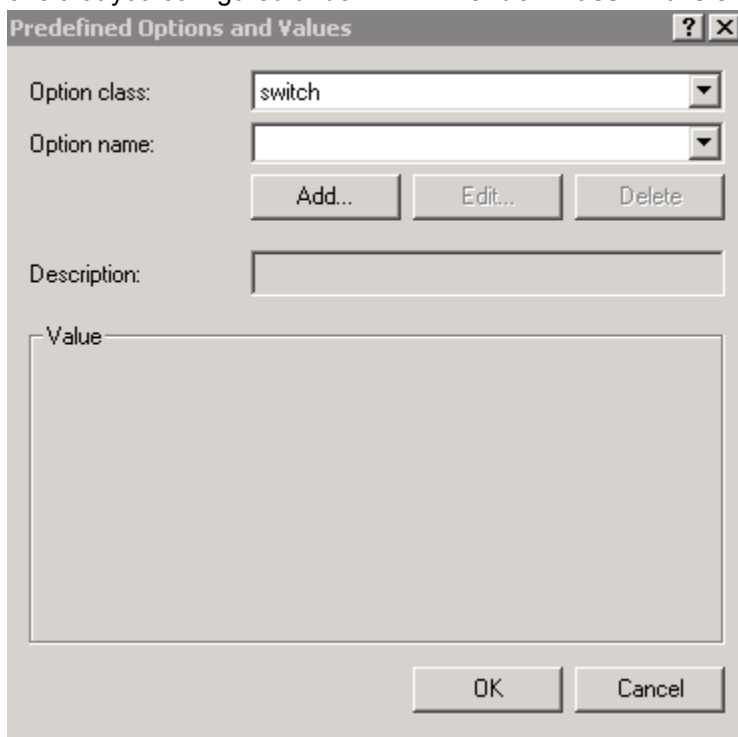 Predefined Options and Values
Option class: switch
Option name:
Add... Edit... Delete
Description:
Value
OK Cancel